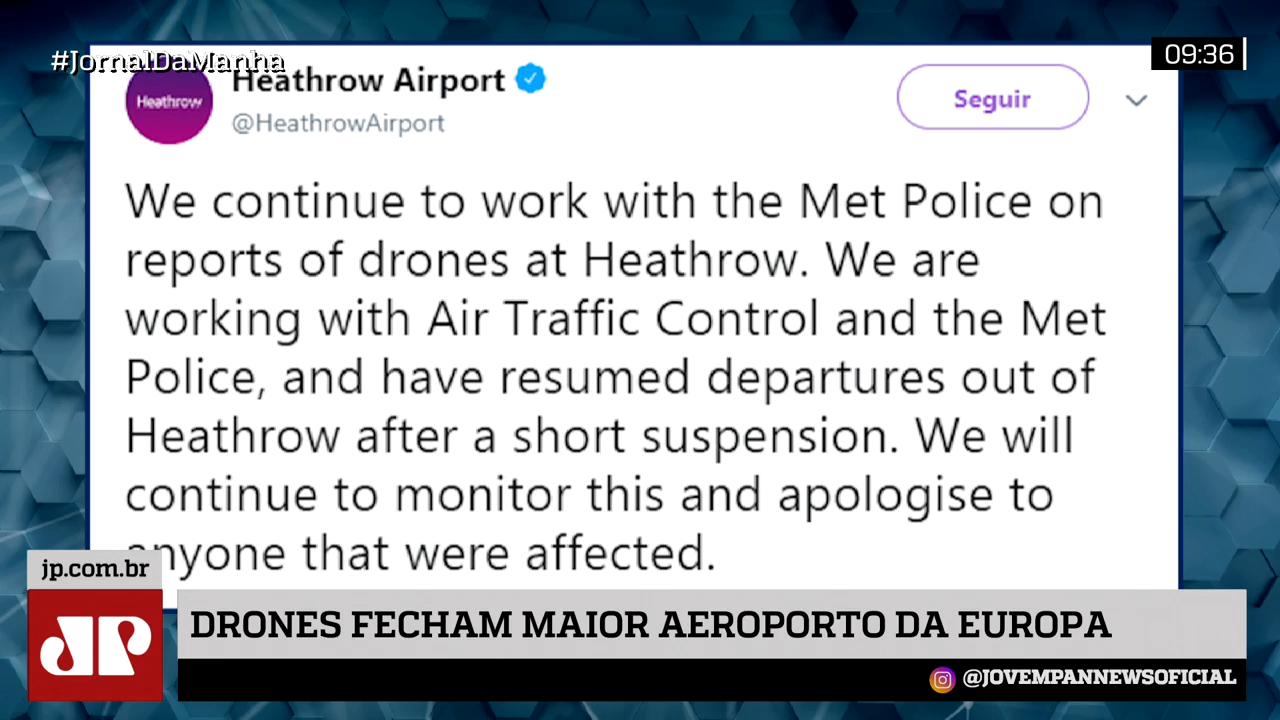 #JornalDaManha
09:36
Heathrow
Heathrow Airport
@HeathrowAirport
Seguir
We continue to work with the Met Police on
reports of drones at Heathrow. We are
working with Air Traffic Control and the Met
Police, and have resumed departures out of
Heathrow after a short suspension. We will
continue to monitor this and apologise to
anyone that were affected.
jp.com.br
JP
DRONES FECHAM MAIOR AEROPORTO DA EUROPA
@JOVEMPANNEWSOFICIAL